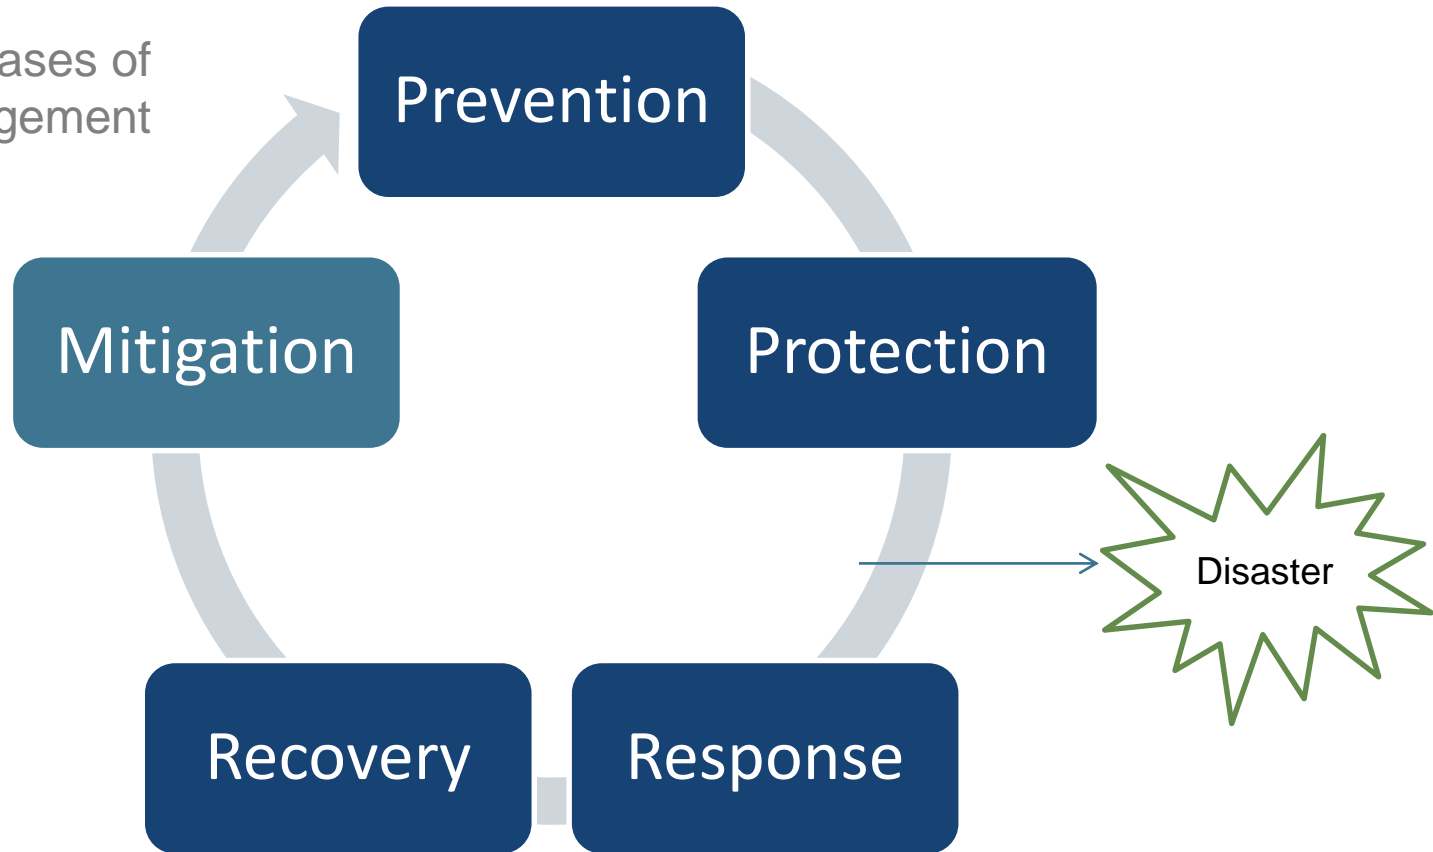 ases of
gement
Prevention
Mitigation
Protection
Disaster
Recovery
Response